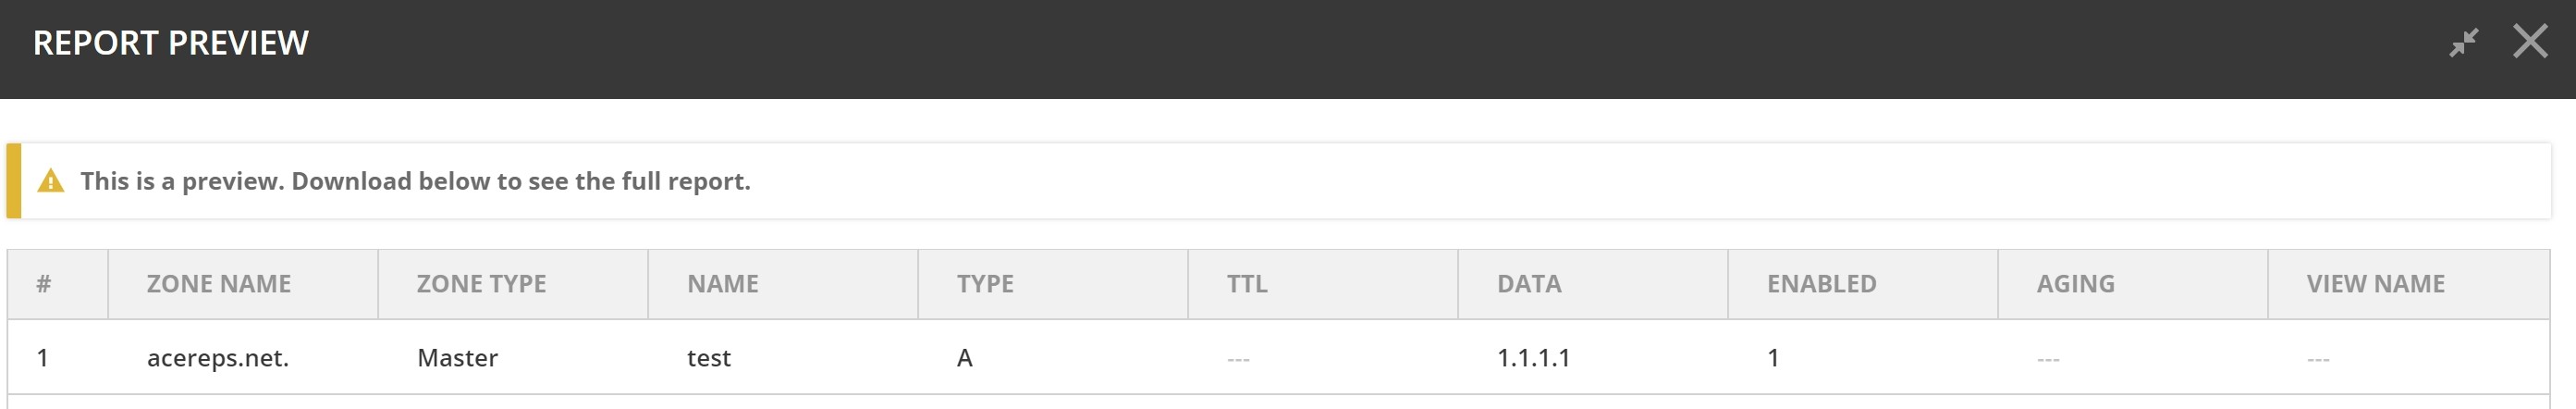 REPORT PREVIEW
This is a preview. Download below to see the full report.
# ZONE NAME ZONE TYPE NAME TYPE TTL DATA ENABLED AGING VIEW NAME
1 acereps.net. Master test A --- 1.1.1.1 1 --- ---